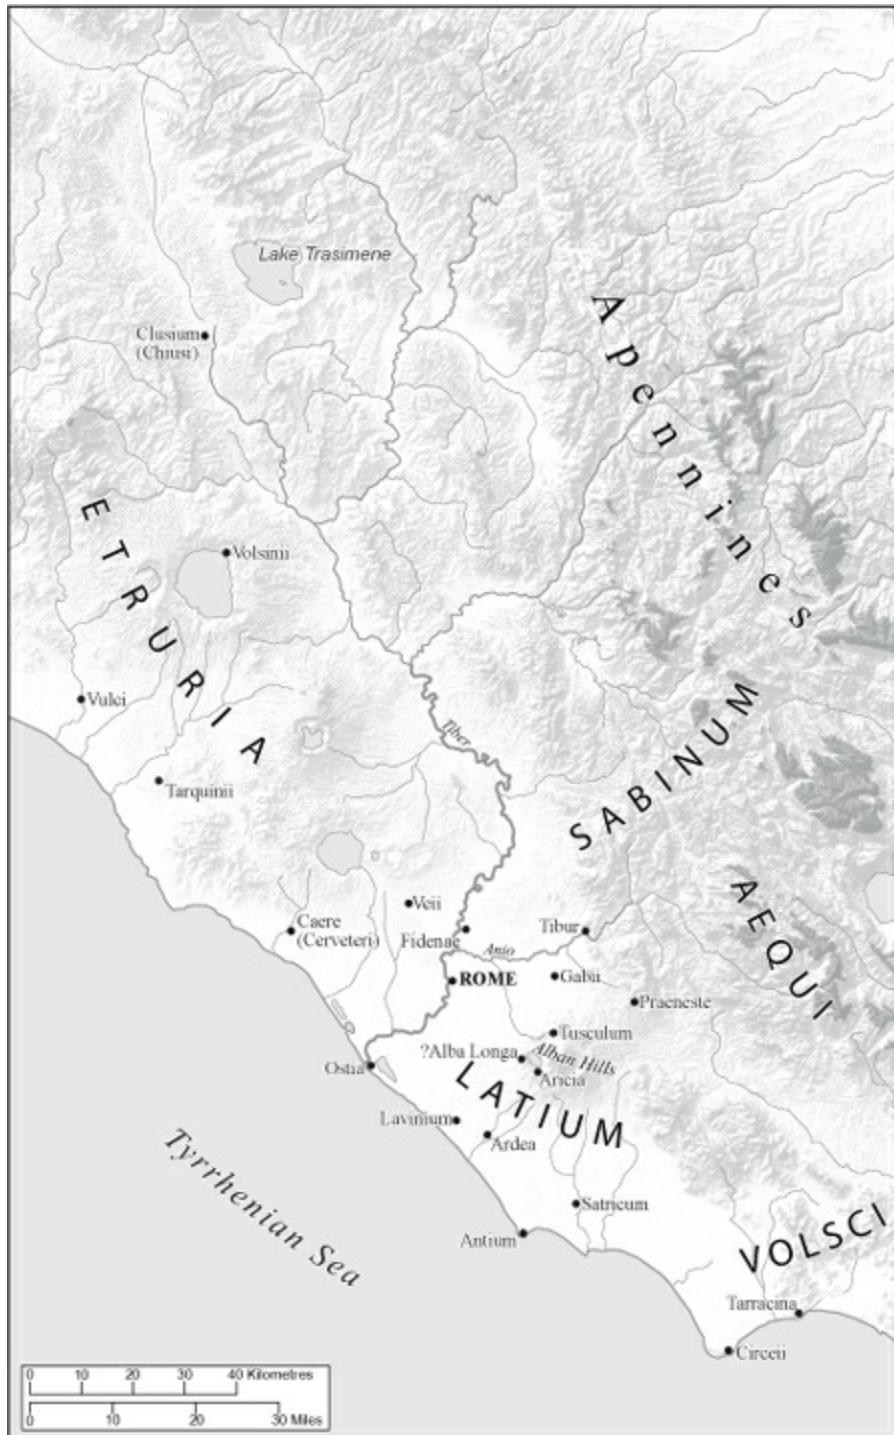 Lake Trasimene
Clusium
(Chiusi)
Apennines
ETRURIA
Volsinii
Vulci
Tiber
SABINUM
Tarquinii
AEQUI
Veii
Caere
(Cerveteri)
Fidenae
Tibur
Anio
ROME
Gabii
Praeneste
Tusculum
?Alba Longa
Alban Hills
Ostia
Aricia
LATIUM
Lavinium
Ardea
Tyrrhenian Sea
Satricum
Antium
VOLSCI
Tarracina
Circeii
0 10 20 30 40 Kilometres
0 10 20 30 Miles